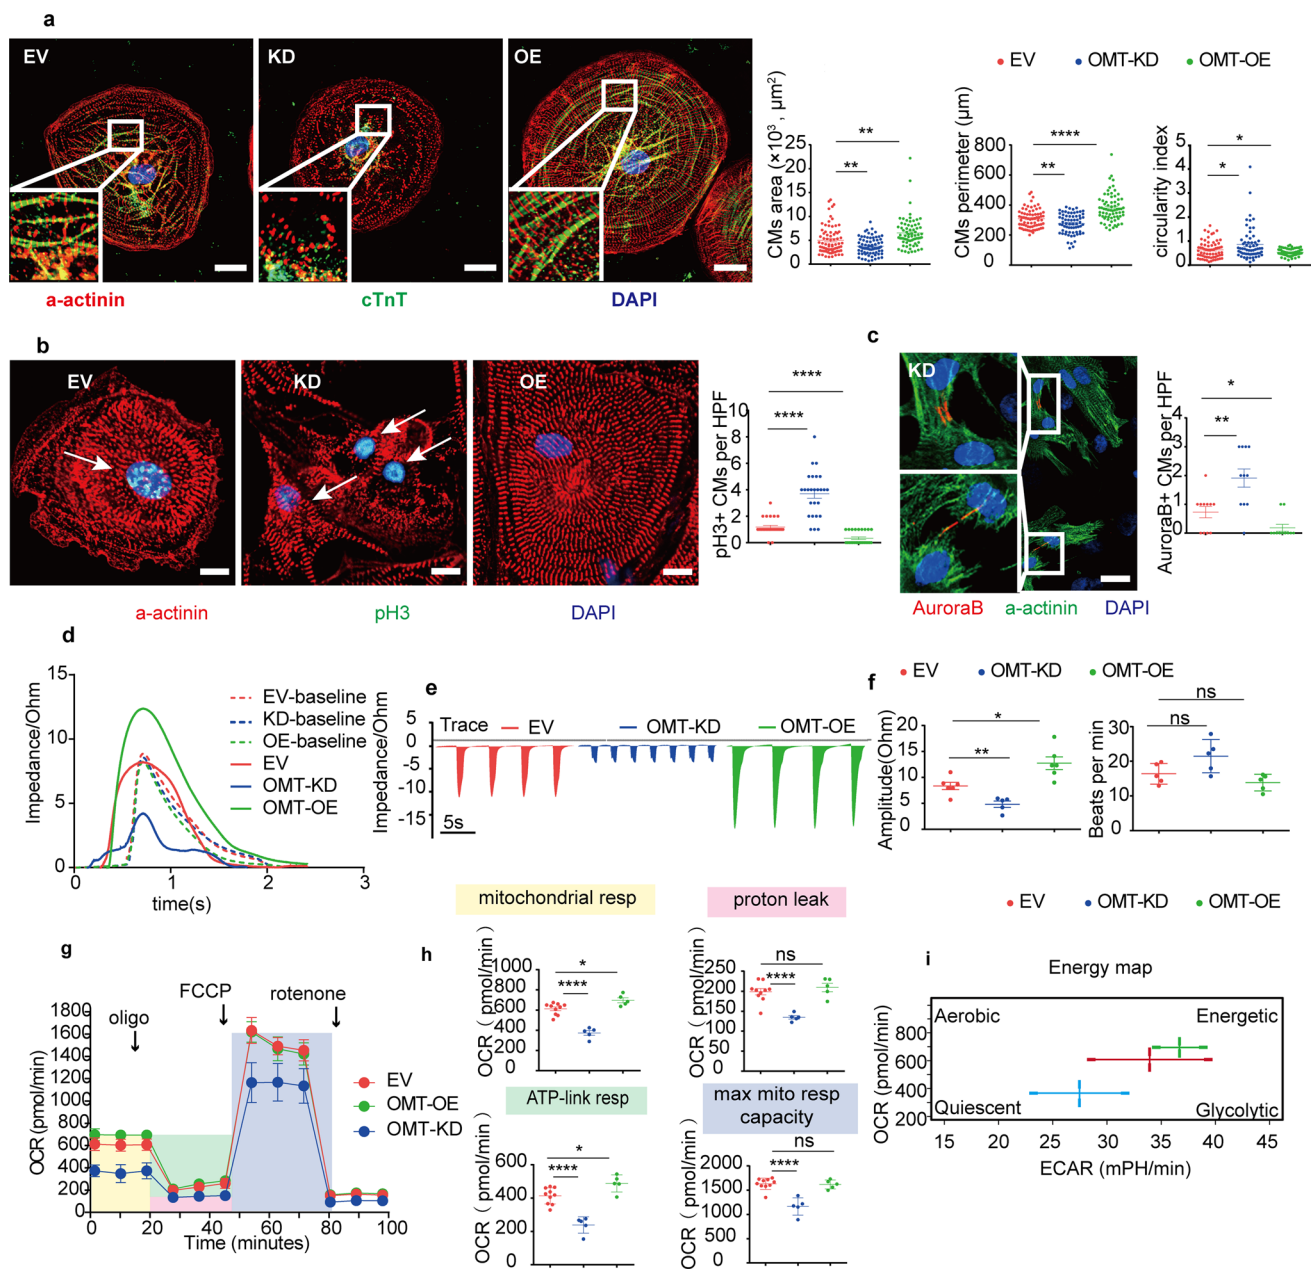 a
EV
KD
OE
a-actinin
cTnT
DAPI
EV
OMT-KD
OMT-OE
CMs area (×10³ , µm²)
25
20
15
10
5
0
**
**
CMs perimeter (µm)
800
600
400
200
0
****
**
circularity index
5
4
3
2
1
0
*
*
b
EV
KD
OE
a-actinin
pH3
DAPI
pH3+ CMs per HPF
10
8
6
4
2
0
****
****
c
KD
AuroraB
a-actinin
DAPI
AuroraB+ CMs per HPF
4
3
2
1
0
*
**
d
Impedance/Ohm
15
10
5
0
0
1
2
3
time(s)
EV-baseline
KD-baseline
OE-baseline
EV
OMT-KD
OMT-OE
e
Impedance/Ohm
5
0
-5
-10
-15
Trace
EV
OMT-KD
OMT-OE
5s
f
EV
OMT-KD
OMT-OE
Amplitude(Ohm)
20
15
10
5
0
*
**
Beats per min
30
20
10
0
ns
ns
g
OCR(pmol/min)
1800
1600
1400
1200
1000
800
600
400
200
0
0
20
40
60
80
100
Time (minutes)
oligo
FCCP
rotenone
EV
OMT-OE
OMT-KD
h
mitochondrial resp
OCR（pmol/min）
1000
800
600
400
200
0
*
****
proton leak
OCR（pmol/min）
250
200
150
100
50
0
ns
****
ATP-link resp
OCR（pmol/min）
600
400
200
0
*
****
max mito resp
capacity
OCR（pmol/min）
2000
1500
1000
500
0
ns
****
EV
OMT-KD
OMT-OE
i
Energy map
OCR (pmol/min)
800
600
400
200
Aerobic
Energetic
Quiescent
Glycolytic
15
20
25
30
35
40
45
ECAR (mPH/min)